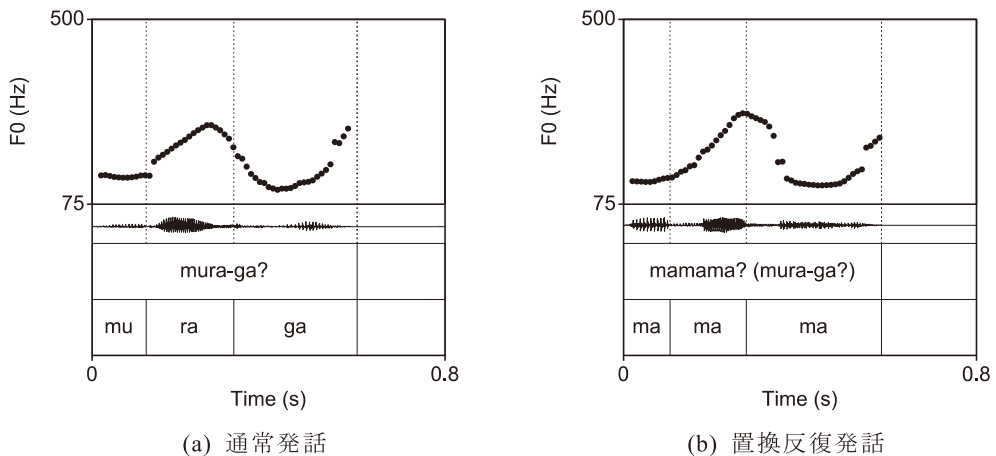 500
F0 (Hz)
75
mura-ga?
mu ra ga
0 0.8
Time (s)
(a) 通常発話
500
F0 (Hz)
75
mamama? (mura-ga?)
ma ma ma
0 0.8
Time (s)
(b) 置換反復発話